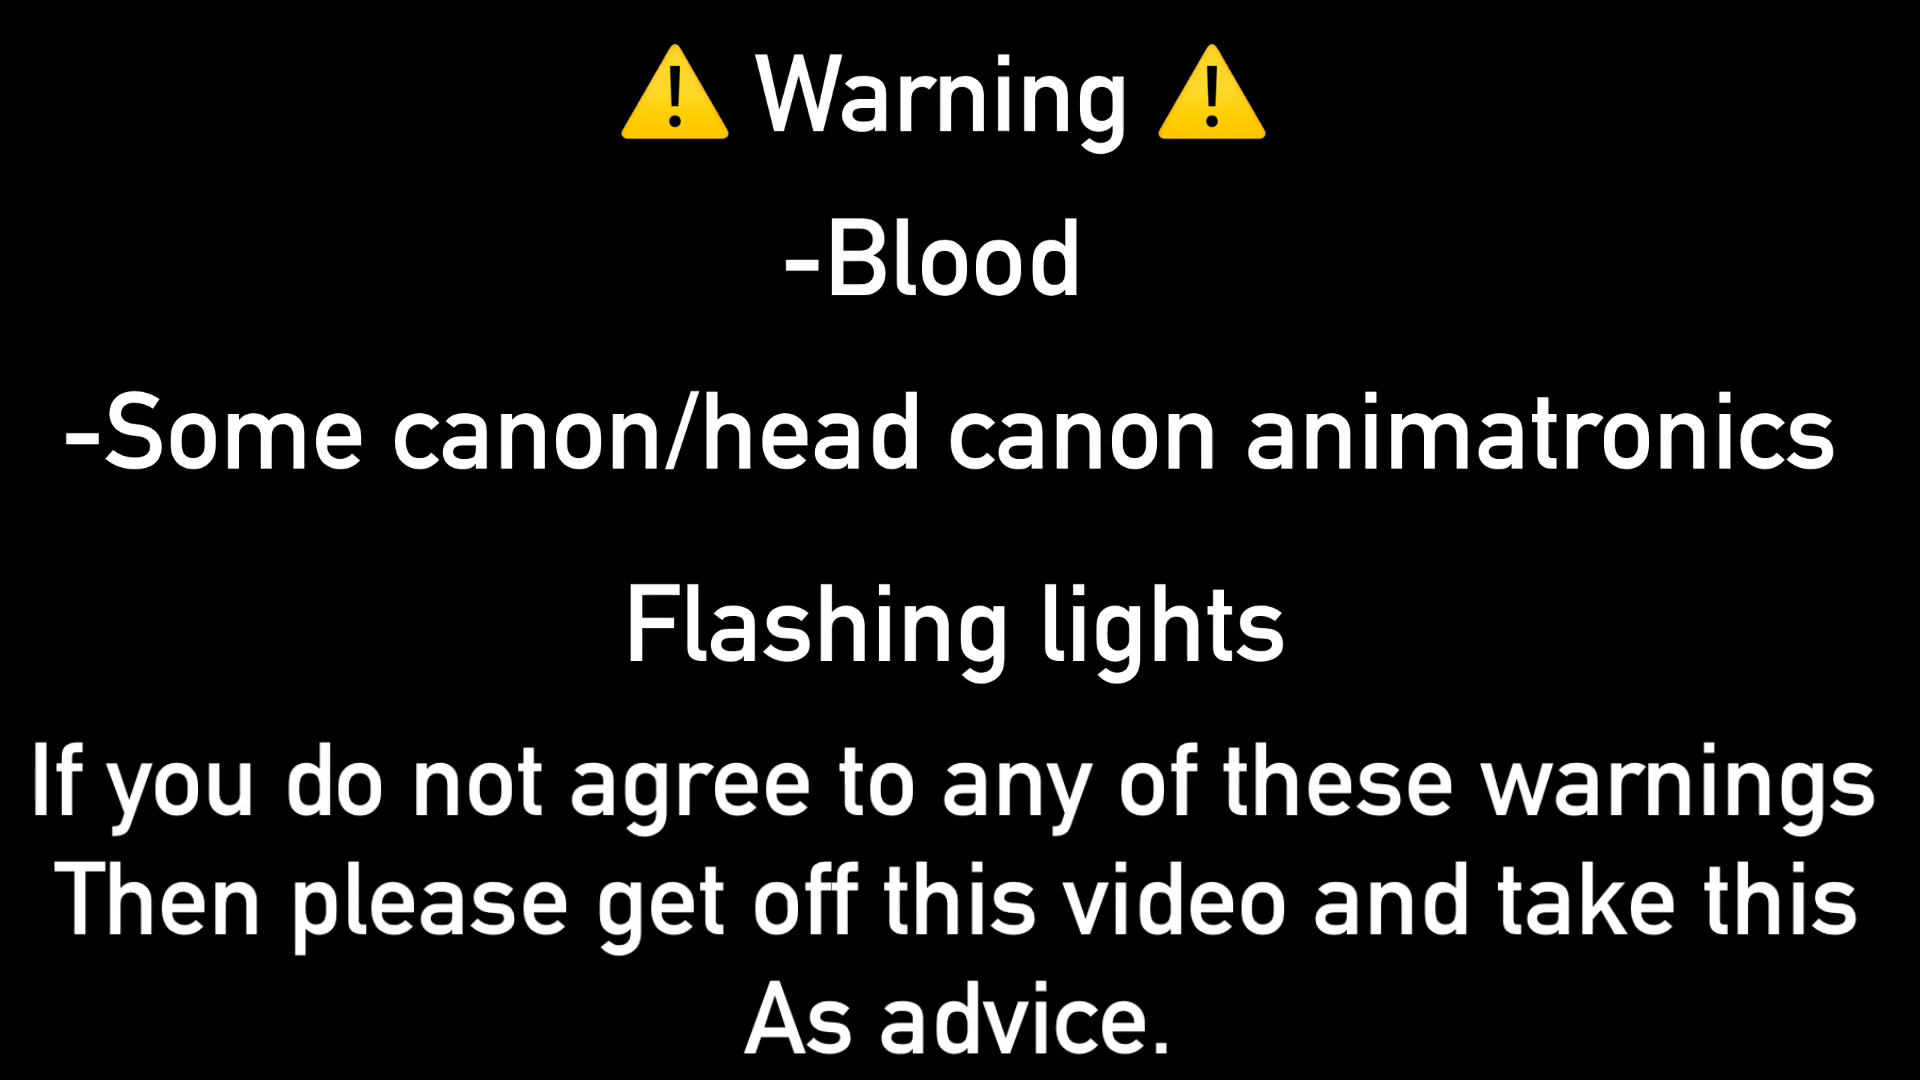 ⚠️ Warning ⚠️
-Blood
-Some canon/head canon animatronics
Flashing lights
If you do not agree to any of these warnings
Then please get off this video and take this
As advice.